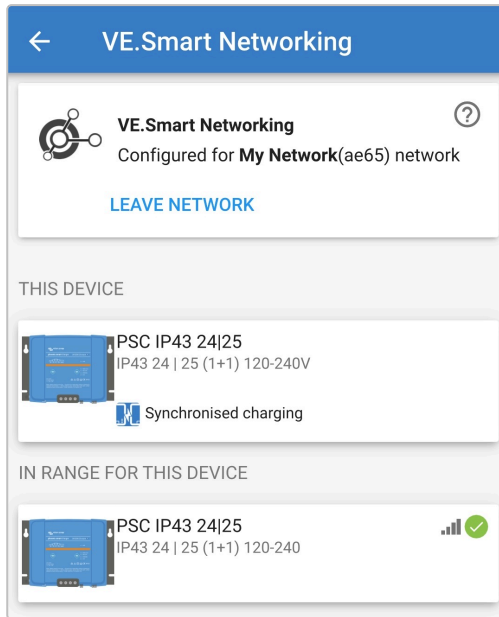 VE.Smart Networking
VE.Smart Networking
Configured for My Network(ae65) network
LEAVE NETWORK
THIS DEVICE
PSC IP43 24|25
IP43 24 | 25 (1+1) 120-240V
Synchronised charging
IN RANGE FOR THIS DEVICE
PSC IP43 24|25
IP43 24 | 25 (1+1) 120-240